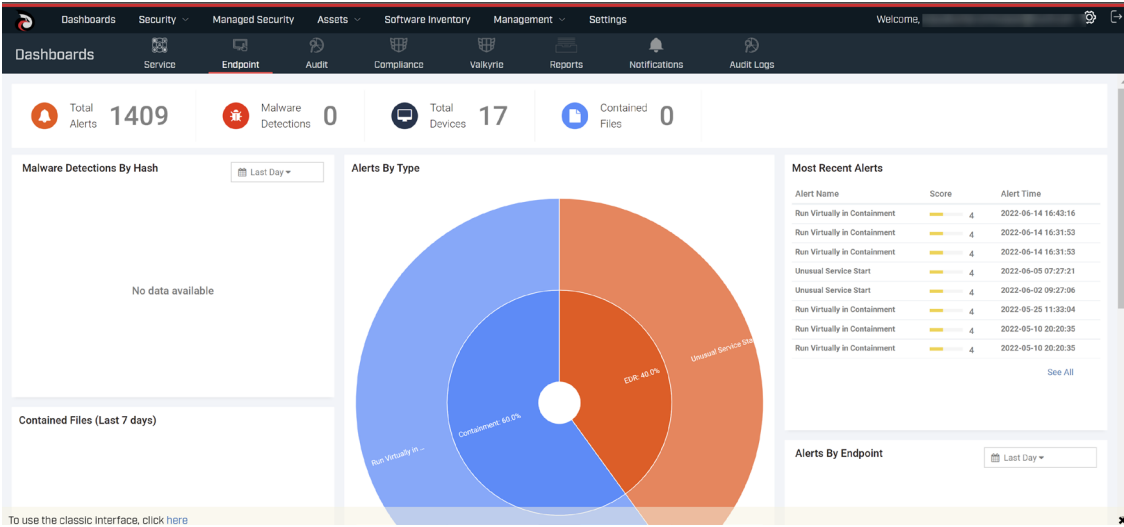 Dashboards Security Managed Security Assets Software Inventory Management Settings Welcome,
Dashboards
Service Endpoint Audit Compliance Valkyrie Reports Notifications Audit Logs
Total Alerts 1409
Malware Detections 0
Total Devices 17
Contained Files 0
Malware Detections By Hash
Last Day
No data available
Contained Files (Last 7 days)
Alerts By Type
Unusual Service Sta
EDR: 40.0%
Containment: 60.0%
Run Virtually in ...
Most Recent Alerts
Alert Name Score Alert Time
Run Virtually in Containment 4 2022-06-14 16:43:16
Run Virtually in Containment 4 2022-06-14 16:31:53
Run Virtually in Containment 4 2022-06-14 16:31:53
Unusual Service Start 4 2022-06-05 07:27:21
Unusual Service Start 4 2022-06-02 09:27:06
Run Virtually in Containment 4 2022-05-25 11:33:04
Run Virtually in Containment 4 2022-05-10 20:20:35
Run Virtually in Containment 4 2022-05-10 20:20:35
See All
Alerts By Endpoint
Last Day
To use the classic interface, click here